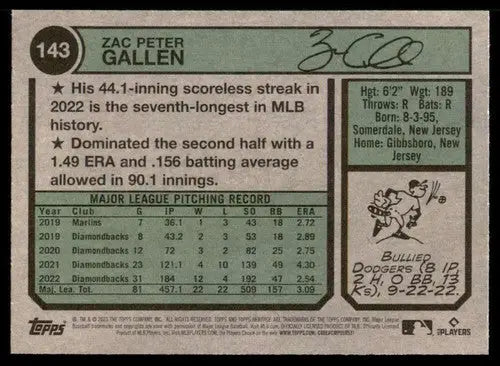 143
ZAC PETER
GALLEN
★ His 44.1-inning scoreless streak in
2022 is the seventh-longest in MLB
history.
★ Dominated the second half with a
1.49 ERA and .156 batting average
allowed in 90.1 innings.
Hgt: 6'2" Wgt: 189
Throws: R Bats: R
Born: 8-3-95,
Somerdale, New Jersey
Home: Gibbsboro, New
Jersey
MAJOR LEAGUE PITCHING RECORD
Year Club G IP W L SO BB ERA
2019 Marlins 7 36.1 1 3 43 18 2.72
2019 Diamondbacks 8 43.2 2 3 53 18 2.89
2020 Diamondbacks 12 72 3 2 82 25 2.75
2021 Diamondbacks 23 121.1 4 10 139 49 4.30
2022 Diamondbacks 31 184 12 4 192 47 2.54
Maj. Lea. Tot. 81 457.1 22 22 509 157 3.09
BULLIED
DODGERS (8 IP,
2 H, 0 BB, 13
Ks), 9-22-22.
Topps
MLB
PLAYERS